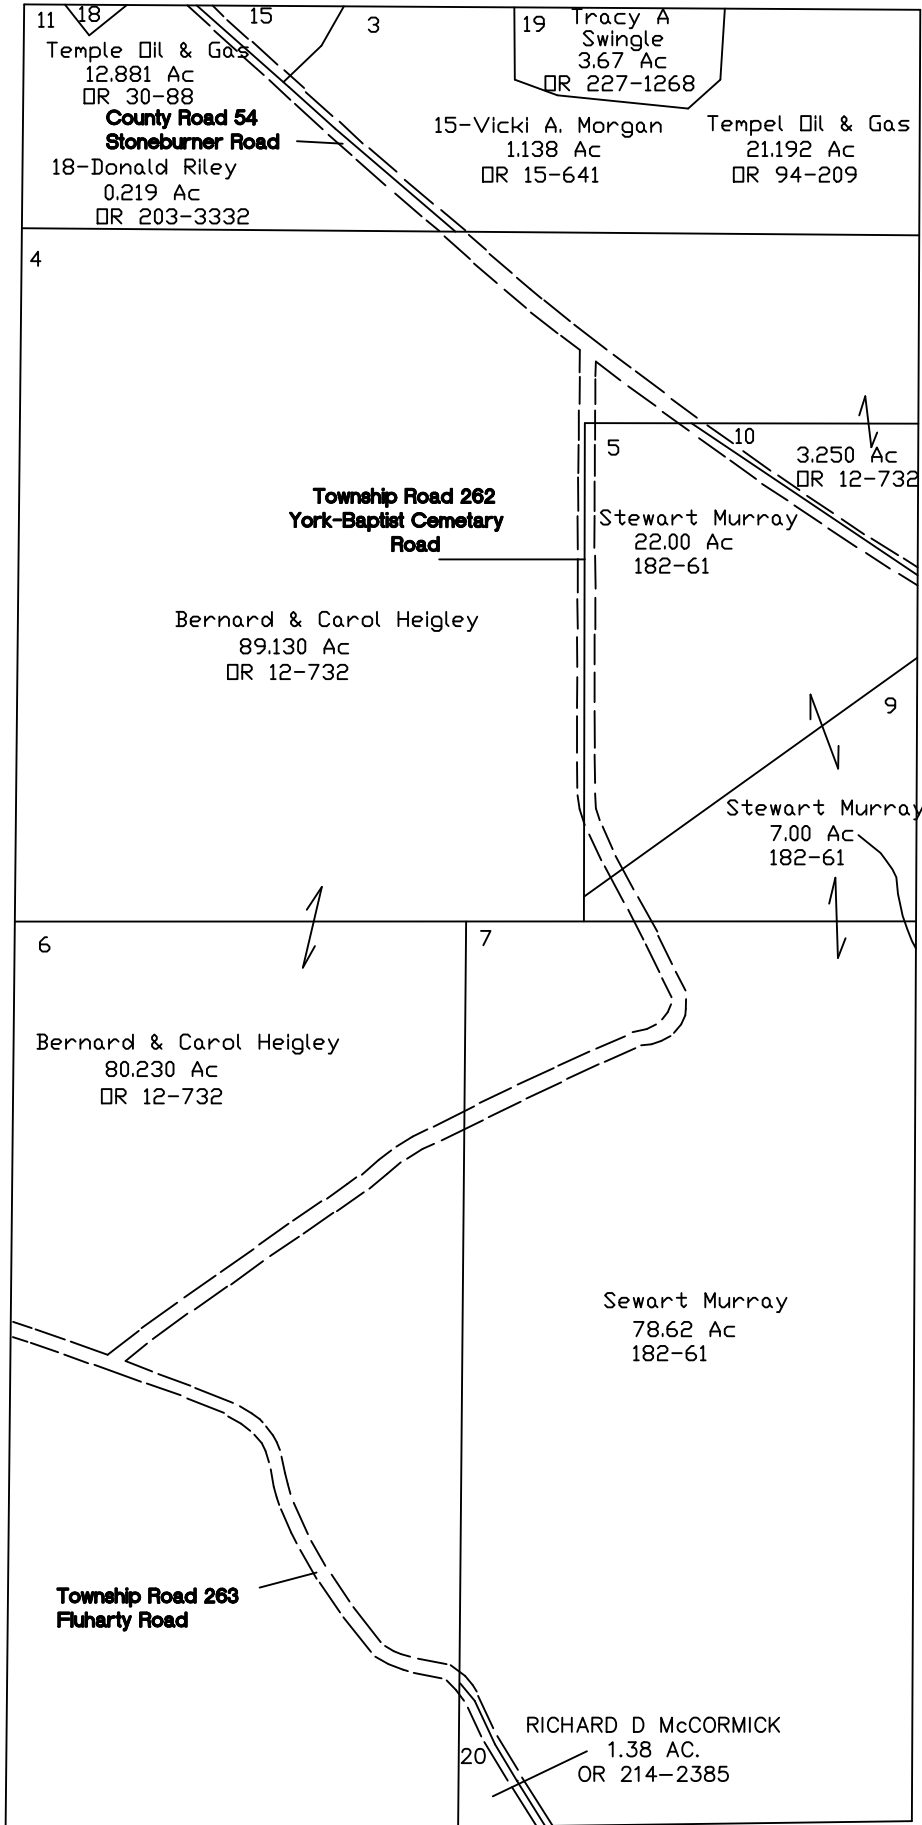 11
18
15
3
19
Tracy A
Swingle
3.67 Ac
OR 227-1268
Temple Oil & Gas
12.881 Ac
OR 30-88
County Road 54
Stoneburner Road
18-Donald Riley
0.219 Ac
OR 203-3332
15-Vicki A. Morgan
1.138 Ac
OR 15-641
Tempel Oil & Gas
21.192 Ac
OR 94-209
4
5
10
3.250 Ac
OR 12-732
Township Road 262
York-Baptist Cemetary
Road
Stewart Murray
22.00 Ac
182-61
Bernard & Carol Heigley
89.130 Ac
OR 12-732
9
Stewart Murray
7.00 Ac
182-61
6
7
Bernard & Carol Heigley
80.230 Ac
OR 12-732
Sewart Murray
78.62 Ac
182-61
Township Road 263
Fluharty Road
20
RICHARD D McCORMICK
1.38 AC.
OR 214-2385